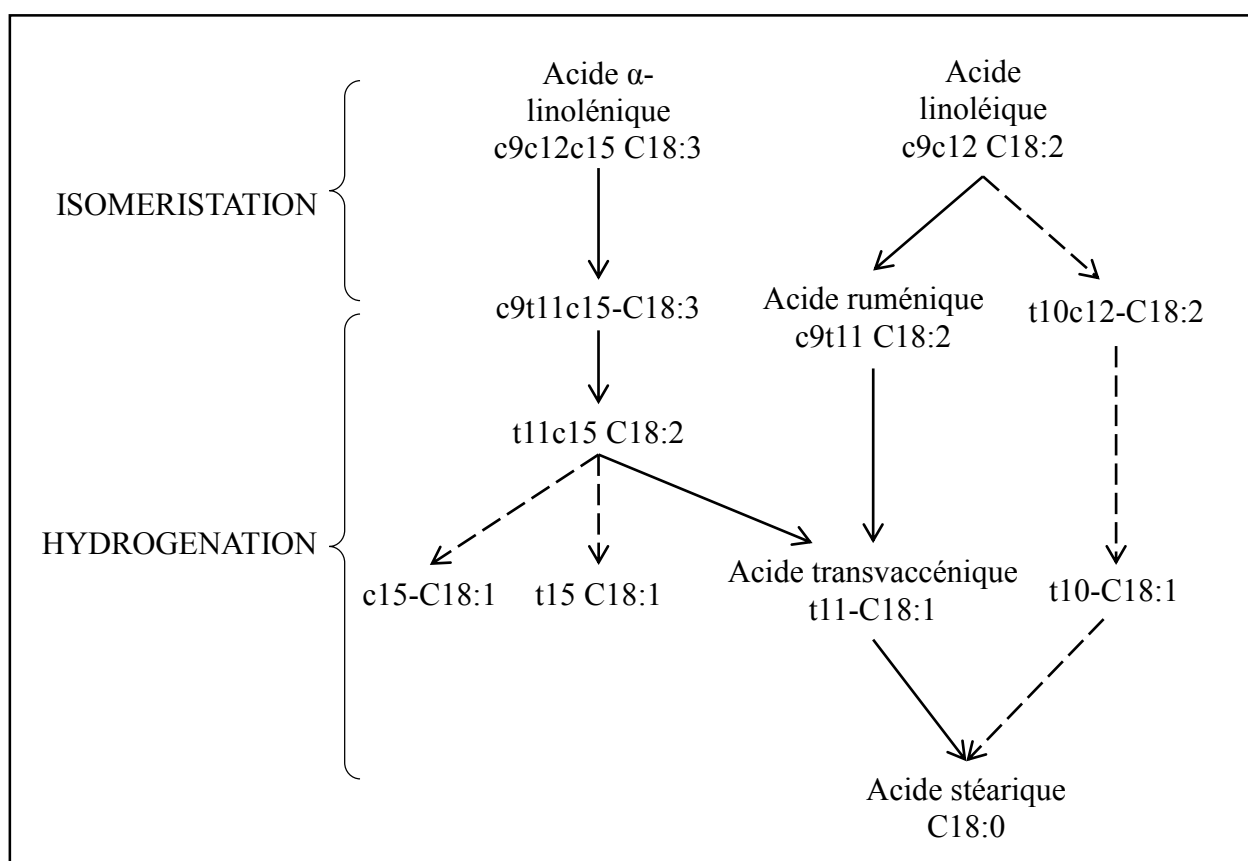 Acide α-
linolénique
c9c12c15 C18:3
Acide
linoléique
c9c12 C18:2
ISOMERISTATION
c9t11c15-C18:3
Acide ruménique
c9t11 C18:2
t10c12-C18:2
t11c15 C18:2
HYDROGENATION
c15-C18:1
t15 C18:1
Acide transvaccénique
t11-C18:1
t10-C18:1
Acide stéarique
C18:0